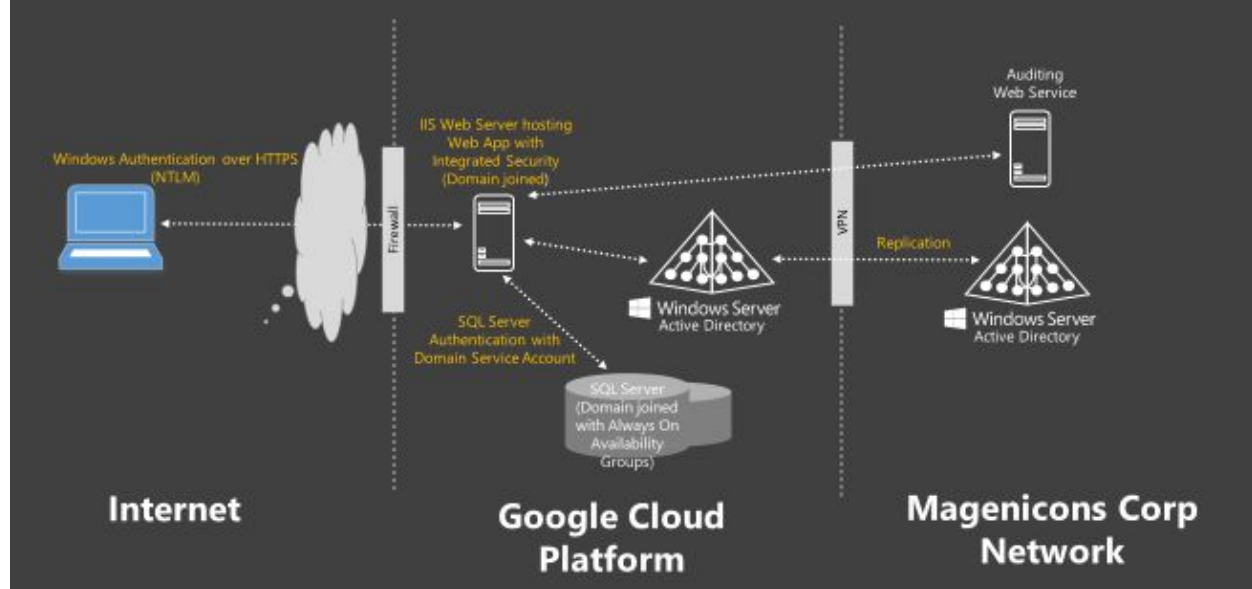 Auditing
Web Service
IIS Web Server hosting
Web App with
Integrated Security
(Domain joined)
Windows Authentication over HTTPS
(NTLM)
Firewall
VPN
Replication
Windows Server
Active Directory
Windows Server
Active Directory
SQL Server
Authentication with
Domain Service Account
SQL Server
(Domain joined
with Always On
Availability
Groups)
Internet
Google Cloud
Platform
Magenicons Corp
Network